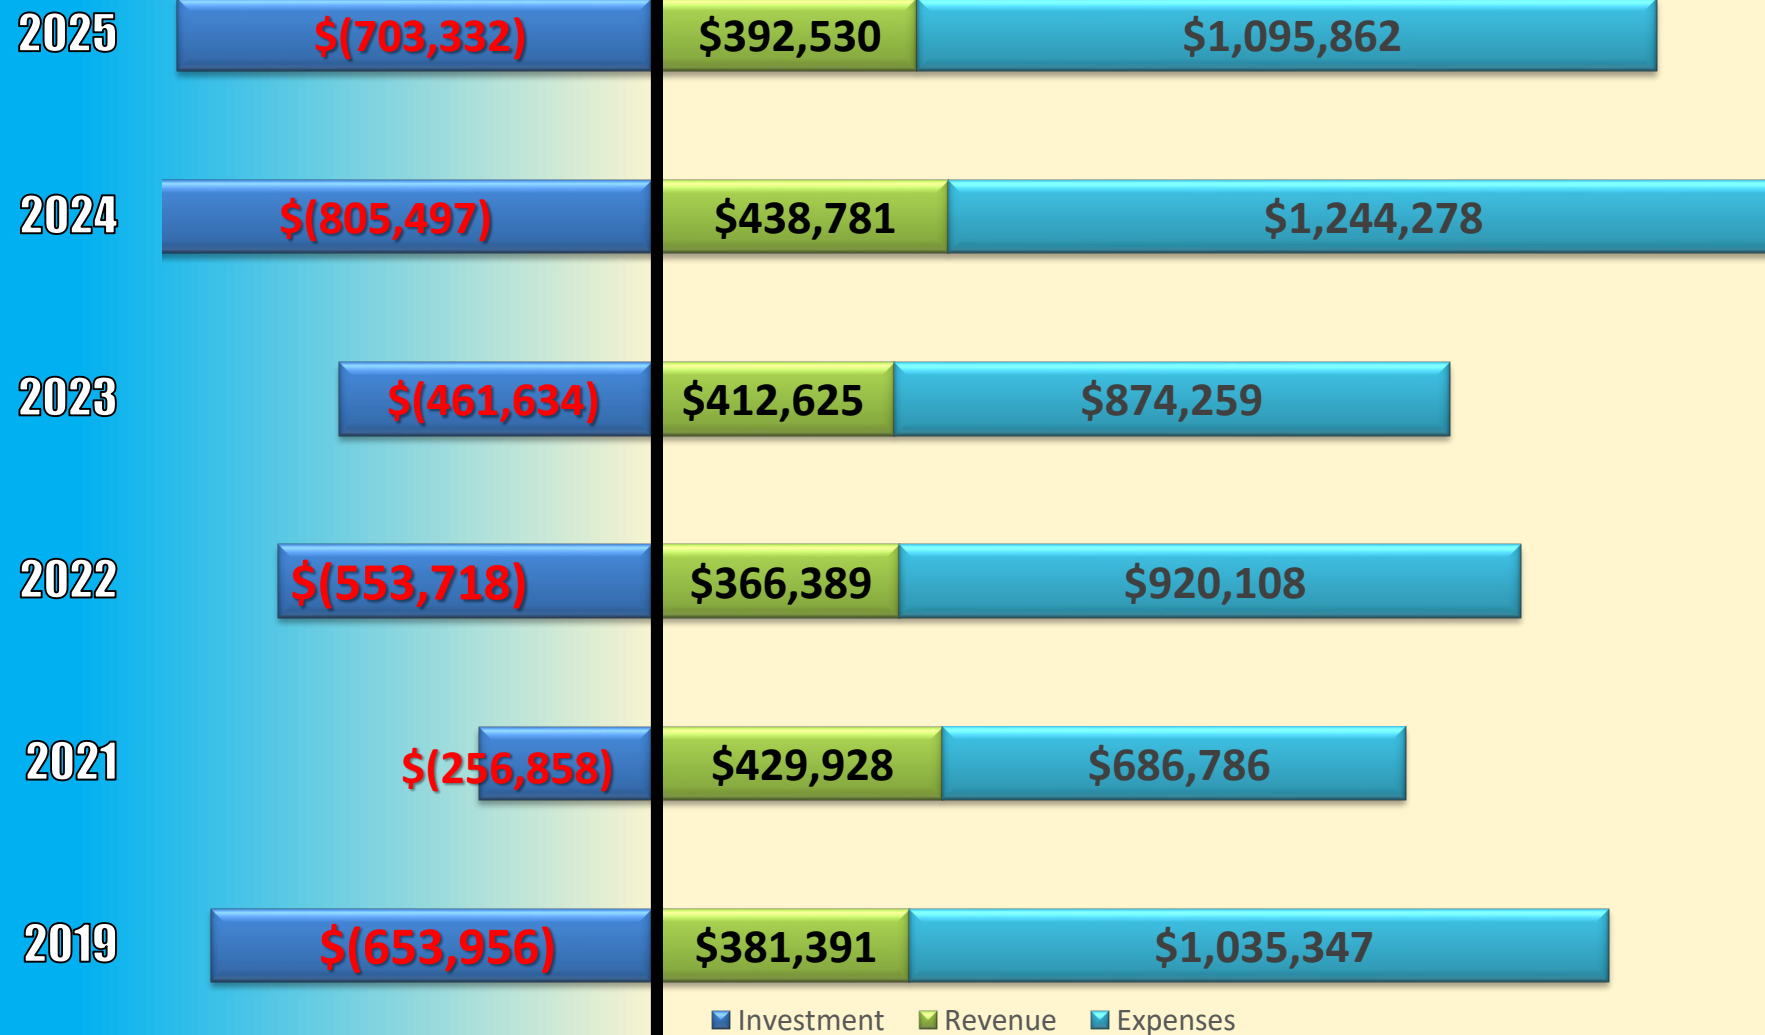 2025 $(703,332) $392,530 $1,095,862
2024 $(805,497) $438,781 $1,244,278
2023 $(461,634) $412,625 $874,259
2022 $(553,718) $366,389 $920,108
2021 $(256,858) $429,928 $686,786
2019 $(653,956) $381,391 $1,035,347
Investment Revenue Expenses